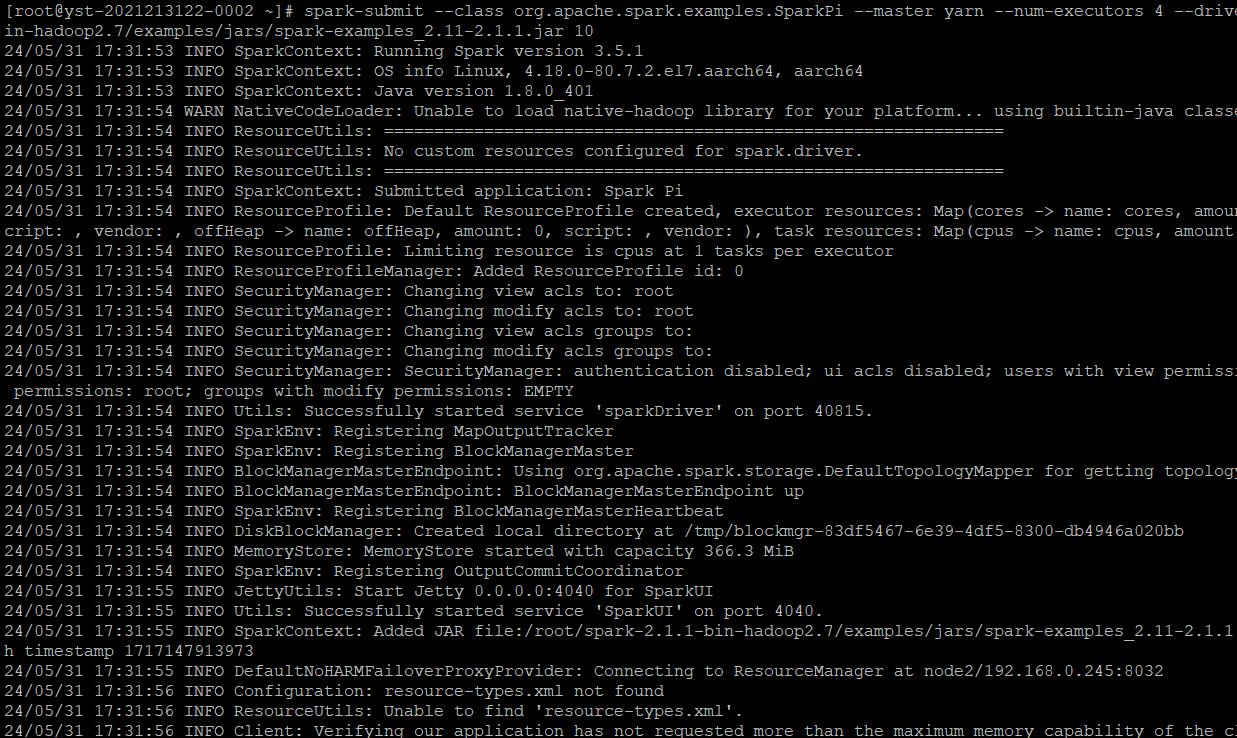 [root@yst-2021213122-0002 ~]# spark-submit --class org.apache.spark.examples.SparkPi --master yarn --num-executors 4 --drive
in-hadoop2.7/examples/jars/spark-examples_2.11-2.1.1.jar 10
24/05/31 17:31:53 INFO SparkContext: Running Spark version 3.5.1
24/05/31 17:31:53 INFO SparkContext: OS info Linux, 4.18.0-80.7.2.el7.aarch64, aarch64
24/05/31 17:31:53 INFO SparkContext: Java version 1.8.0_401
24/05/31 17:31:54 WARN NativeCodeLoader: Unable to load native-hadoop library for your platform... using builtin-java classe
24/05/31 17:31:54 INFO ResourceUtils: ==============================================================
24/05/31 17:31:54 INFO ResourceUtils: No custom resources configured for spark.driver.
24/05/31 17:31:54 INFO ResourceUtils: ==============================================================
24/05/31 17:31:54 INFO SparkContext: Submitted application: Spark Pi
24/05/31 17:31:54 INFO ResourceProfile: Default ResourceProfile created, executor resources: Map(cores -> name: cores, amoun
cript: , vendor: , offHeap -> name: offHeap, amount: 0, script: , vendor: ), task resources: Map(cpus -> name: cpus, amount
24/05/31 17:31:54 INFO ResourceProfile: Limiting resource is cpus at 1 tasks per executor
24/05/31 17:31:54 INFO ResourceProfileManager: Added ResourceProfile id: 0
24/05/31 17:31:54 INFO SecurityManager: Changing view acls to: root
24/05/31 17:31:54 INFO SecurityManager: Changing modify acls to: root
24/05/31 17:31:54 INFO SecurityManager: Changing view acls groups to:
24/05/31 17:31:54 INFO SecurityManager: Changing modify acls groups to:
24/05/31 17:31:54 INFO SecurityManager: SecurityManager: authentication disabled; ui acls disabled; users with view permissi
permissions: root; groups with modify permissions: EMPTY
24/05/31 17:31:54 INFO Utils: Successfully started service 'sparkDriver' on port 40815.
24/05/31 17:31:54 INFO SparkEnv: Registering MapOutputTracker
24/05/31 17:31:54 INFO SparkEnv: Registering BlockManagerMaster
24/05/31 17:31:54 INFO BlockManagerMasterEndpoint: Using org.apache.spark.storage.DefaultTopologyMapper for getting topology
24/05/31 17:31:54 INFO BlockManagerMasterEndpoint: BlockManagerMasterEndpoint up
24/05/31 17:31:54 INFO SparkEnv: Registering BlockManagerMasterHeartbeat
24/05/31 17:31:54 INFO DiskBlockManager: Created local directory at /tmp/blockmgr-83df5467-6e39-4df5-8300-db4946a020bb
24/05/31 17:31:54 INFO MemoryStore: MemoryStore started with capacity 366.3 MiB
24/05/31 17:31:54 INFO SparkEnv: Registering OutputCommitCoordinator
24/05/31 17:31:55 INFO JettyUtils: Start Jetty 0.0.0.0:4040 for SparkUI
24/05/31 17:31:55 INFO Utils: Successfully started service 'SparkUI' on port 4040.
24/05/31 17:31:55 INFO SparkContext: Added JAR file:/root/spark-2.1.1-bin-hadoop2.7/examples/jars/spark-examples_2.11-2.1.1
h timestamp 1717147913973
24/05/31 17:31:55 INFO DefaultNoHARMFailoverProxyProvider: Connecting to ResourceManager at node2/192.168.0.245:8032
24/05/31 17:31:56 INFO Configuration: resource-types.xml not found
24/05/31 17:31:56 INFO ResourceUtils: Unable to find 'resource-types.xml'.
24/05/31 17:31:56 INFO Client: Verifying our application has not requested more than the maximum memory capability of the cl